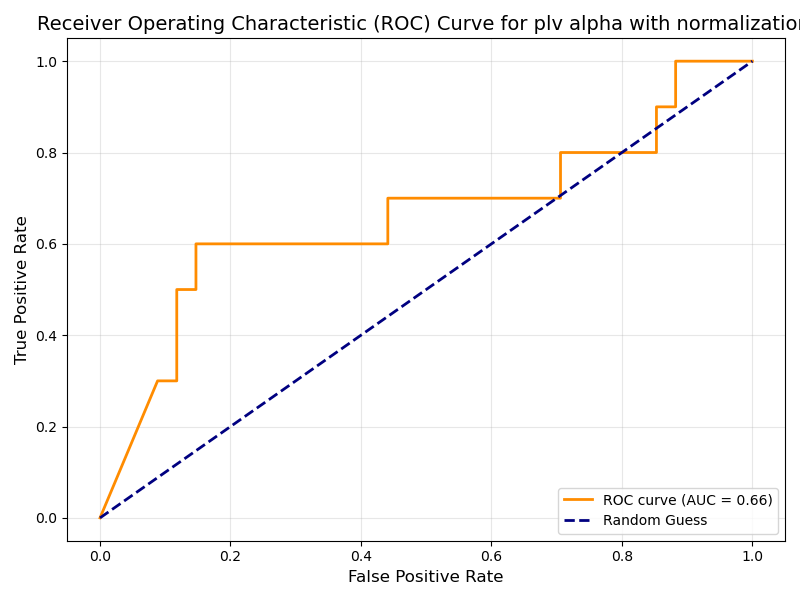 Receiver Operating Characteristic (ROC) Curve for plv alpha with normalization
True Positive Rate
1.0
0.8
0.6
0.4
0.2
0.0
ROC curve (AUC = 0.66)
Random Guess
0.0 0.2 0.4 0.6 0.8 1.0
False Positive Rate